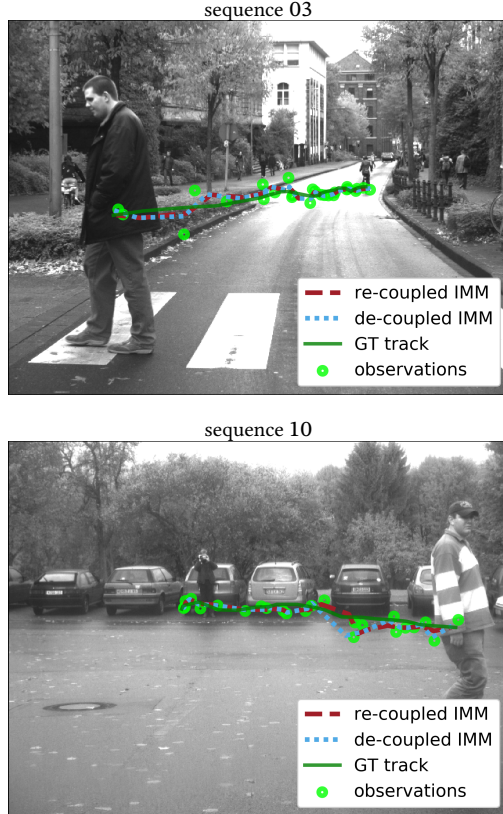 sequence 03
re-coupled IMM
de-coupled IMM
GT track
observations
sequence 10
re-coupled IMM
de-coupled IMM
GT track
observations